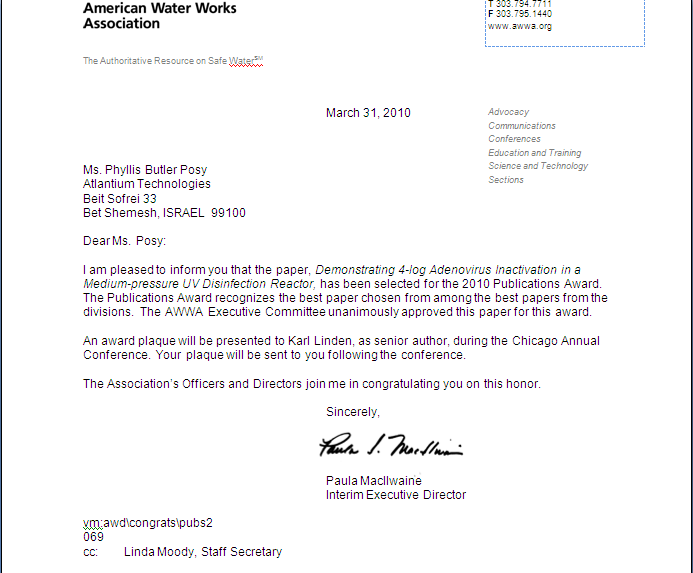 American Water Works
Association
T 303.794.7711
F 303.795.1440
www.awwa.org
The Authoritative Resource on Safe Water℠
March 31, 2010
Advocacy
Communications
Conferences
Education and Training
Science and Technology
Sections
Ms. Phyllis Butler Posy
Atlantium Technologies
Beit Sofrei 33
Bet Shemesh, ISRAEL  99100
Dear Ms. Posy:
I am pleased to inform you that the paper, Demonstrating 4-log Adenovirus Inactivation in a
Medium-pressure UV Disinfection Reactor, has been selected for the 2010 Publications Award.
The Publications Award recognizes the best paper chosen from among the best papers from the
divisions.  The AWWA Executive Committee unanimously approved this paper for this award.
An award plaque will be presented to Karl Linden, as senior author, during the Chicago Annual
Conference. Your plaque will be sent to you following the conference.
The Association's Officers and Directors join me in congratulating you on this honor.
Sincerely,
Paula I. MacIlwaine
Paula MacIlwaine
Interim Executive Director
vm:awd\congrats\pubs2
069
cc: Linda Moody, Staff Secretary